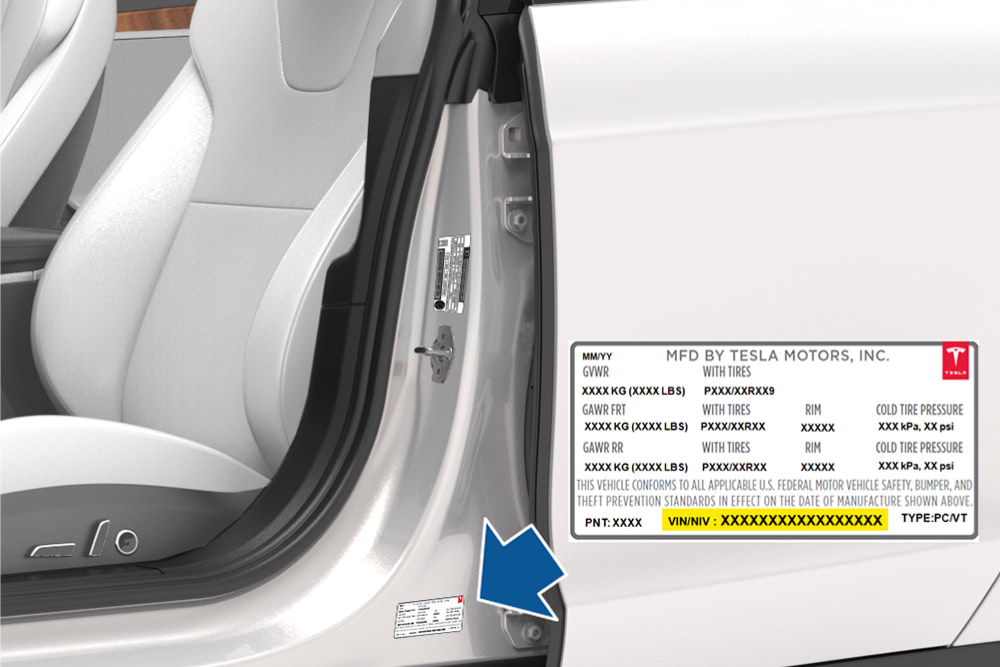 MM/YY MFD BY TESLA MOTORS, INC.
TESLA
GVWR WITH TIRES
XXXX KG (XXXX LBS) PXXX/XXRXX9
GAWR FRT WITH TIRES RIM COLD TIRE PRESSURE
XXXX KG (XXXX LBS) PXXX/XXRXX XXXXX XXX kPa, XX psi
GAWR RR WITH TIRES RIM COLD TIRE PRESSURE
XXXX KG (XXXX LBS) PXXX/XXRXX XXXXX XXX kPa, XX psi
THIS VEHICLE CONFORMS TO ALL APPLICABLE U.S. FEDERAL MOTOR VEHICLE SAFETY, BUMPER, AND
THEFT PREVENTION STANDARDS IN EFFECT ON THE DATE OF MANUFACTURE SHOWN ABOVE.
PNT: XXXX VIN/NIV : XXXXXXXXXXXXXXXXX TYPE:PC/VT